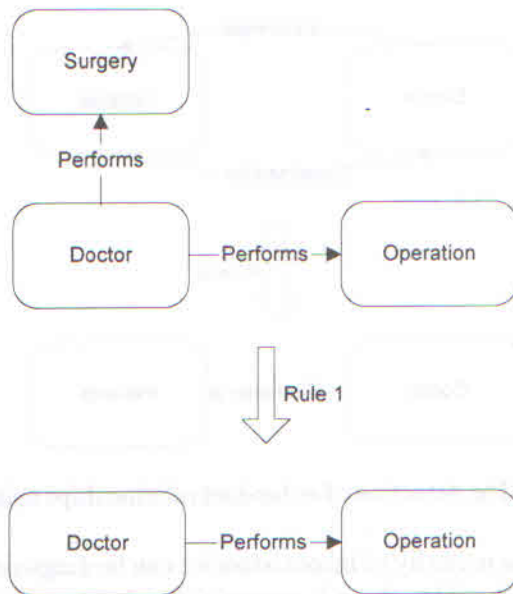 Surgery
Performs
Doctor
Performs
Operation
Rule 1
Doctor
Performs
Operation